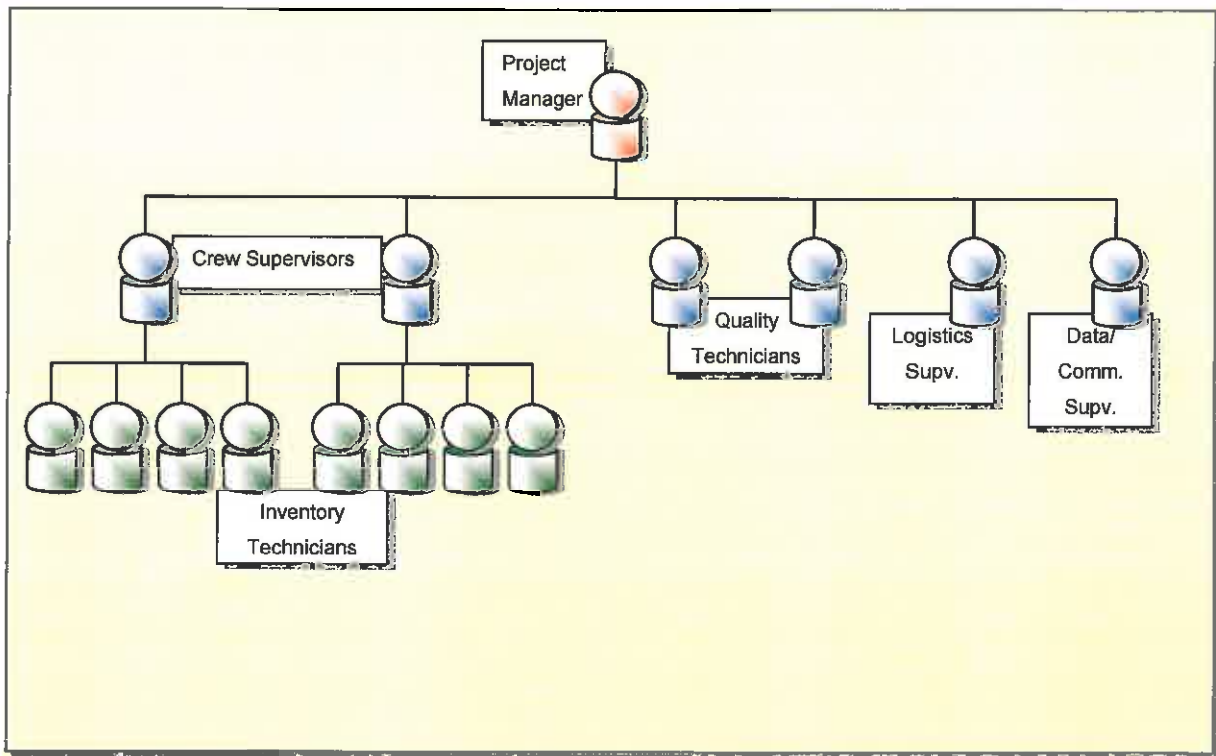 Project
Manager
Crew Supervisors
Quality
Technicians
Logistics
Supv.
Data/
Comm.
Supv.
Inventory
Technicians